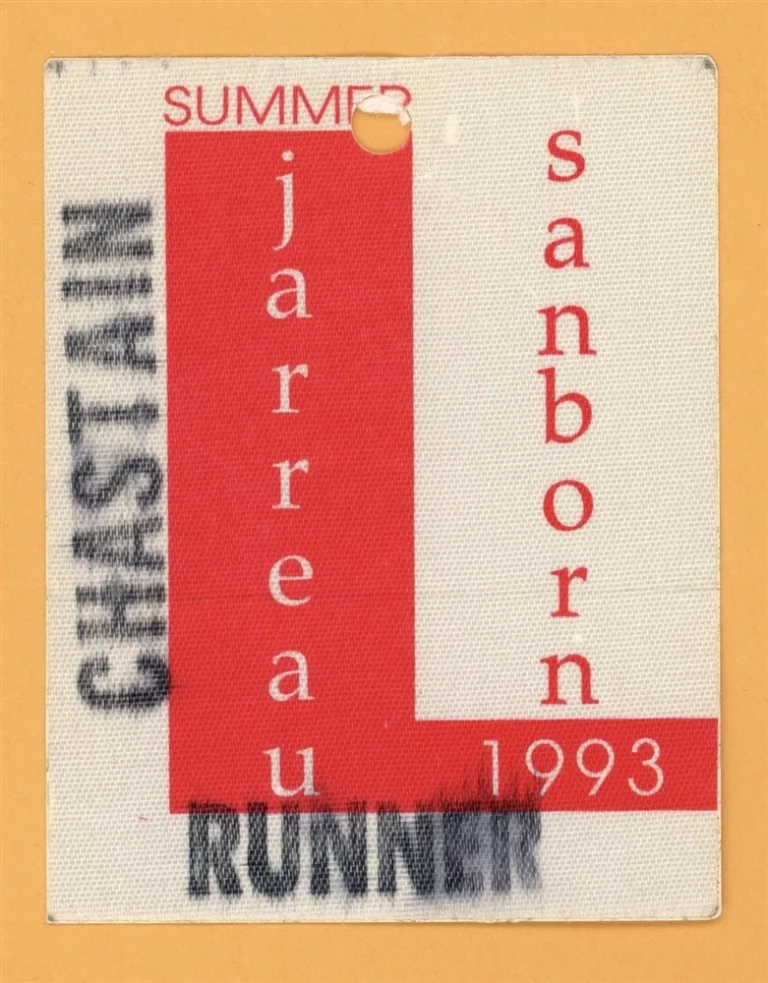 SUMMER
jarreau
sanborn
1993
CHASTAIN
RUNNER